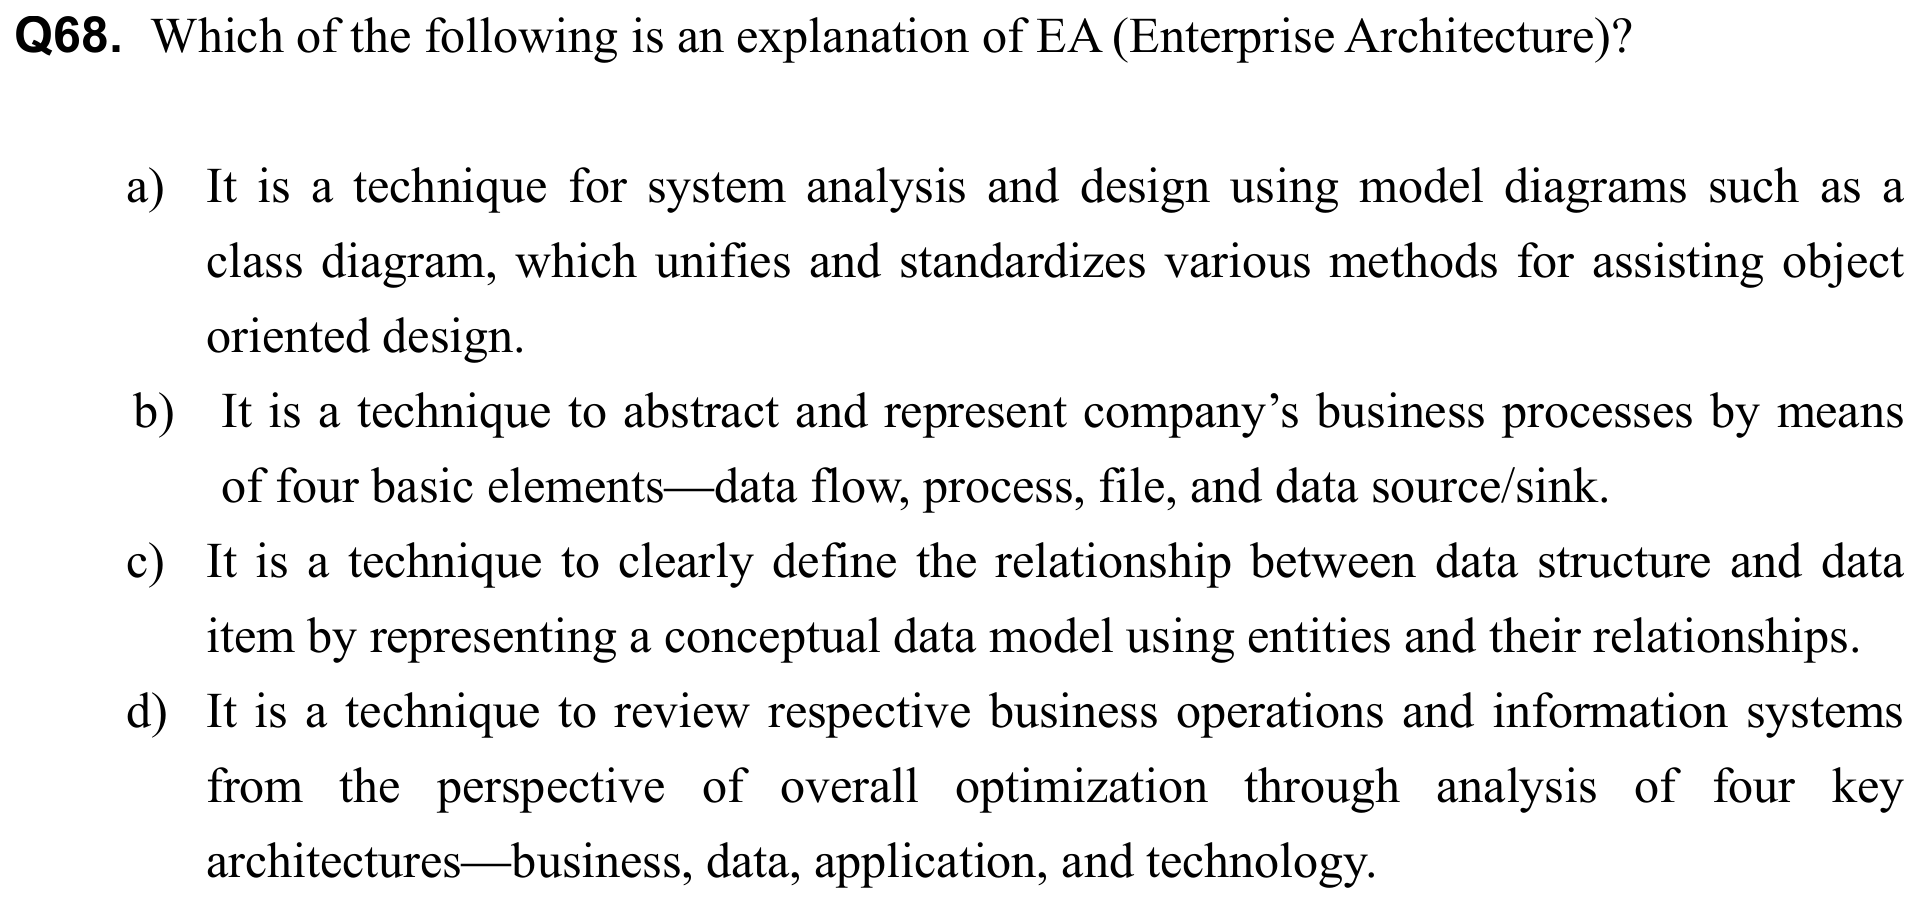 Q68. Which of the following is an explanation of EA (Enterprise Architecture)?
a) It is a technique for system analysis and design using model diagrams such as a
class diagram, which unifies and standardizes various methods for assisting object
oriented design.
b) It is a technique to abstract and represent company’s business processes by means
of four basic elements—data flow, process, file, and data source/sink.
c) It is a technique to clearly define the relationship between data structure and data
item by representing a conceptual data model using entities and their relationships.
d) It is a technique to review respective business operations and information systems
from the perspective of overall optimization through analysis of four key
architectures—business, data, application, and technology.